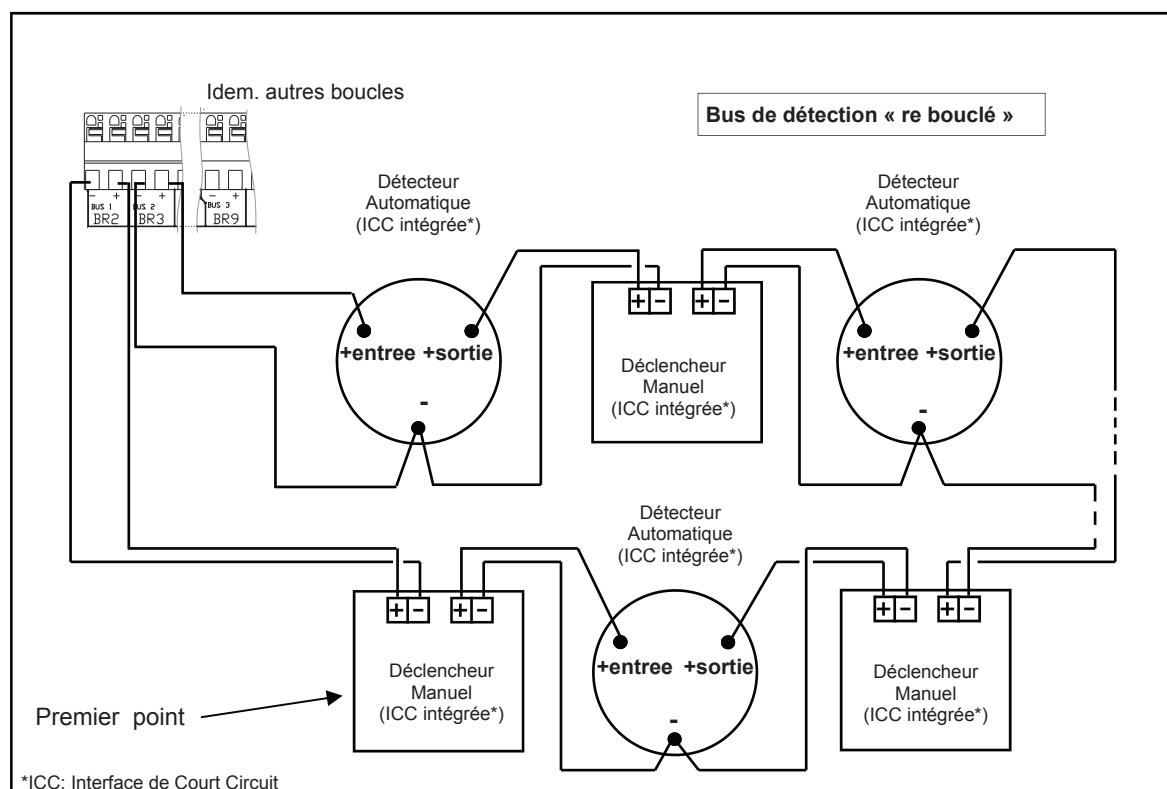 Idem. autres boucles
Bus de détection « re bouclé »
- + - + - +
BUS 1 BUS 2 BUS 3
BR2 BR3 BR9
Détecteur
Automatique
(ICC intégrée*)
Détecteur
Automatique
(ICC intégrée*)
+ - + -
+entree +sortie
-
Déclencheur
Manuel
(ICC intégrée*)
+entree +sortie
-
Détecteur
Automatique
(ICC intégrée*)
+ - + -
+ - + -
Déclencheur
Manuel
(ICC intégrée*)
+entree +sortie
-
Déclencheur
Manuel
(ICC intégrée*)
Premier point
*ICC: Interface de Court Circuit